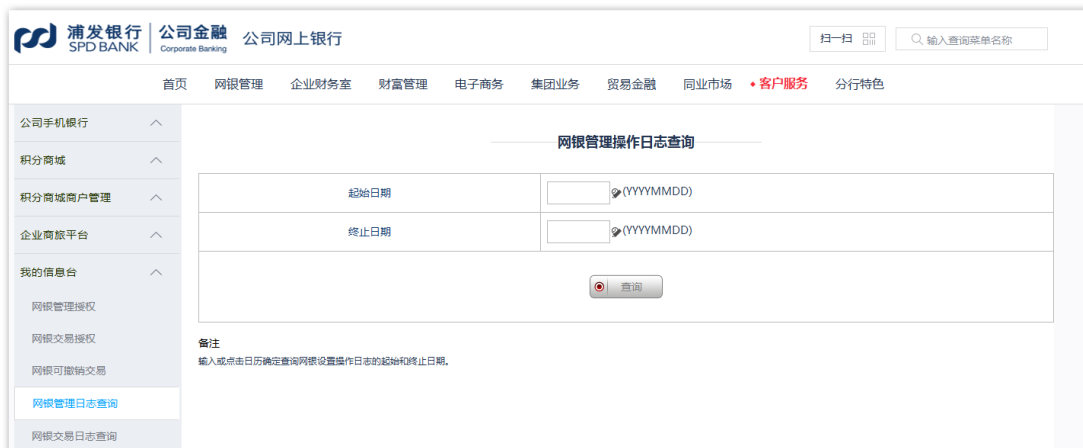 浦发银行 公司金融 公司网上银行
SPD BANK Corporate Banking
扫一扫 输入查询菜单名称
首页 网银管理 企业财务室 财富管理 电子商务 集团业务 贸易金融 同业市场 客户服务 分行特色
公司手机银行
积分商城
积分商城商户管理
企业商旅平台
我的信息台
网银管理授权
网银交易授权
网银可撤销交易
网银管理日志查询
网银交易日志查询
网银管理操作日志查询
起始日期 (YYYYMMDD)
终止日期 (YYYYMMDD)
查询
备注
输入或点击日历确定查询网银设置操作日志的起始和终止日期。